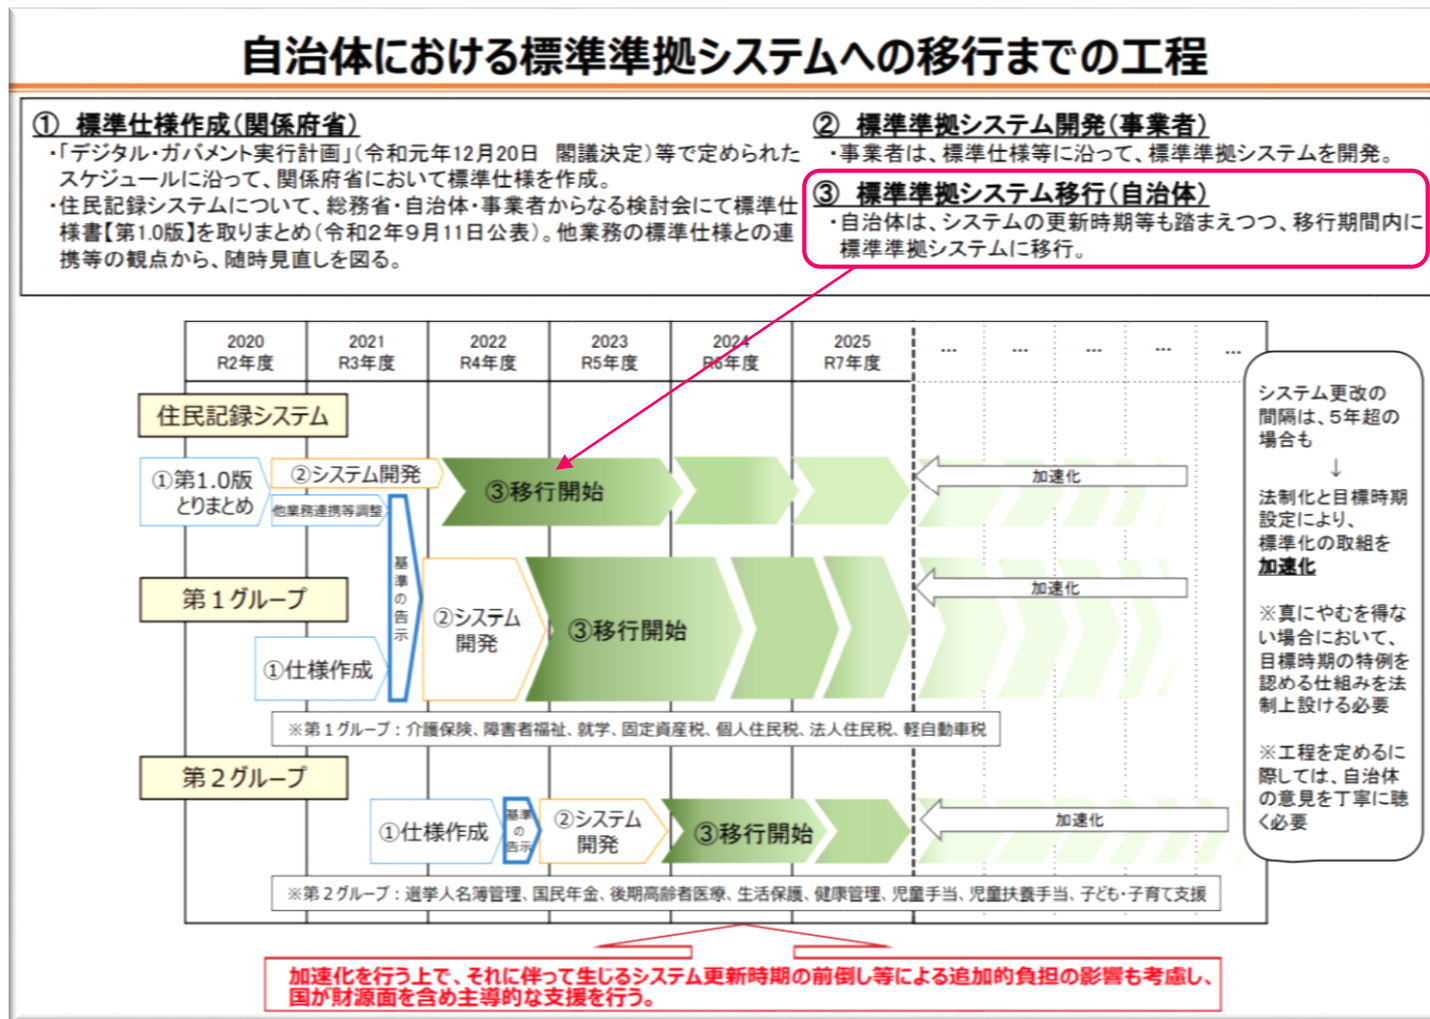 自治体における標準準拠システムへの移行までの工程
① 標準仕様作成(関係府省)
・「デジタル・ガバメント実行計画」(令和元年12月20日 閣議決定)等で定められた
スケジュールに沿って、関係府省において標準仕様を作成。
・住民記録システムについて、総務省・自治体・事業者からなる検討会にて標準仕
様書【第1.0版】を取りまとめ(令和2年9月11日公表)。他業務の標準仕様との連
携等の観点から、随時見直しを図る。
② 標準準拠システム開発(事業者)
・事業者は、標準仕様等に沿って、標準準拠システムを開発。
③ 標準準拠システム移行(自治体)
・自治体は、システムの更新時期等も踏まえつつ、移行期間内に
標準準拠システムに移行。
2020 2021 2022 2023 2024 2025 … … … … …
R2年度 R3年度 R4年度 R5年度 R6年度 R7年度
住民記録システム
①第1.0版
とりまとめ
②システム開発
他業務連携等調整
③移行開始
加速化
基準の告示
第1グループ
①仕様作成
②システム
開発
③移行開始
加速化
※第1グループ:介護保険、障害者福祉、就学、固定資産税、個人住民税、法人住民税、軽自動車税
第2グループ
①仕様作成
基準
の
告示
②システム
開発
③移行開始
加速化
※第2グループ:選挙人名簿管理、国民年金、後期高齢者医療、生活保護、健康管理、児童手当、児童扶養手当、子ども・子育て支援
システム更改の
間隔は、5年超の
場合も
↓
法制化と目標時期
設定により、
標準化の取組を
加速化
※真にやむを得な
い場合において、
目標時期の特例を
認める仕組みを法
制上設ける必要
※工程を定めるに
際しては、自治体
の意見を丁寧に聴
く必要
加速化を行う上で、それに伴って生じるシステム更新時期の前倒し等による追加的負担の影響も考慮し、
国が財源面を含め主導的な支援を行う。